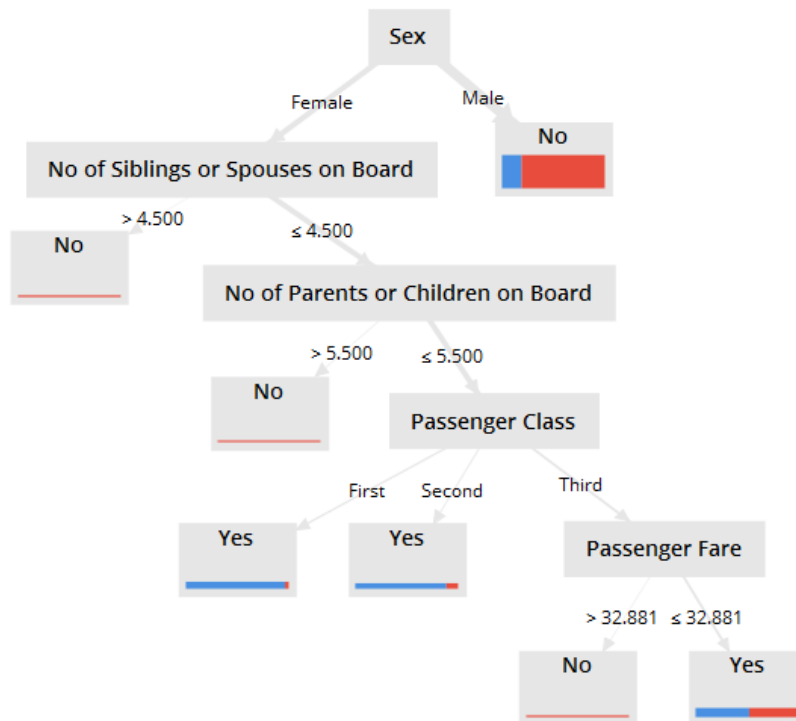 Sex
Female
Male
No
No of Siblings or Spouses on Board
> 4.500
≤ 4.500
No
No of Parents or Children on Board
> 5.500
≤ 5.500
No
Passenger Class
First
Second
Third
Yes
Yes
Passenger Fare
> 32.881
≤ 32.881
No
Yes